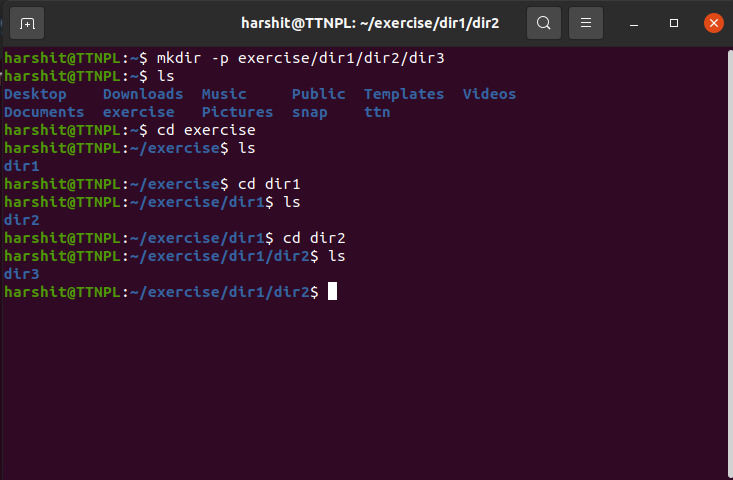 harshit@TTNPL: ~/exercise/dir1/dir2
harshit@TTNPL:~$ mkdir -p exercise/dir1/dir2/dir3
harshit@TTNPL:~$ ls
Desktop    Downloads  Music     Public  Templates  Videos
Documents  exercise   Pictures  snap    ttn
harshit@TTNPL:~$ cd exercise
harshit@TTNPL:~/exercise$ ls
dir1
harshit@TTNPL:~/exercise$ cd dir1
harshit@TTNPL:~/exercise/dir1$ ls
dir2
harshit@TTNPL:~/exercise/dir1$ cd dir2
harshit@TTNPL:~/exercise/dir1/dir2$ ls
dir3
harshit@TTNPL:~/exercise/dir1/dir2$